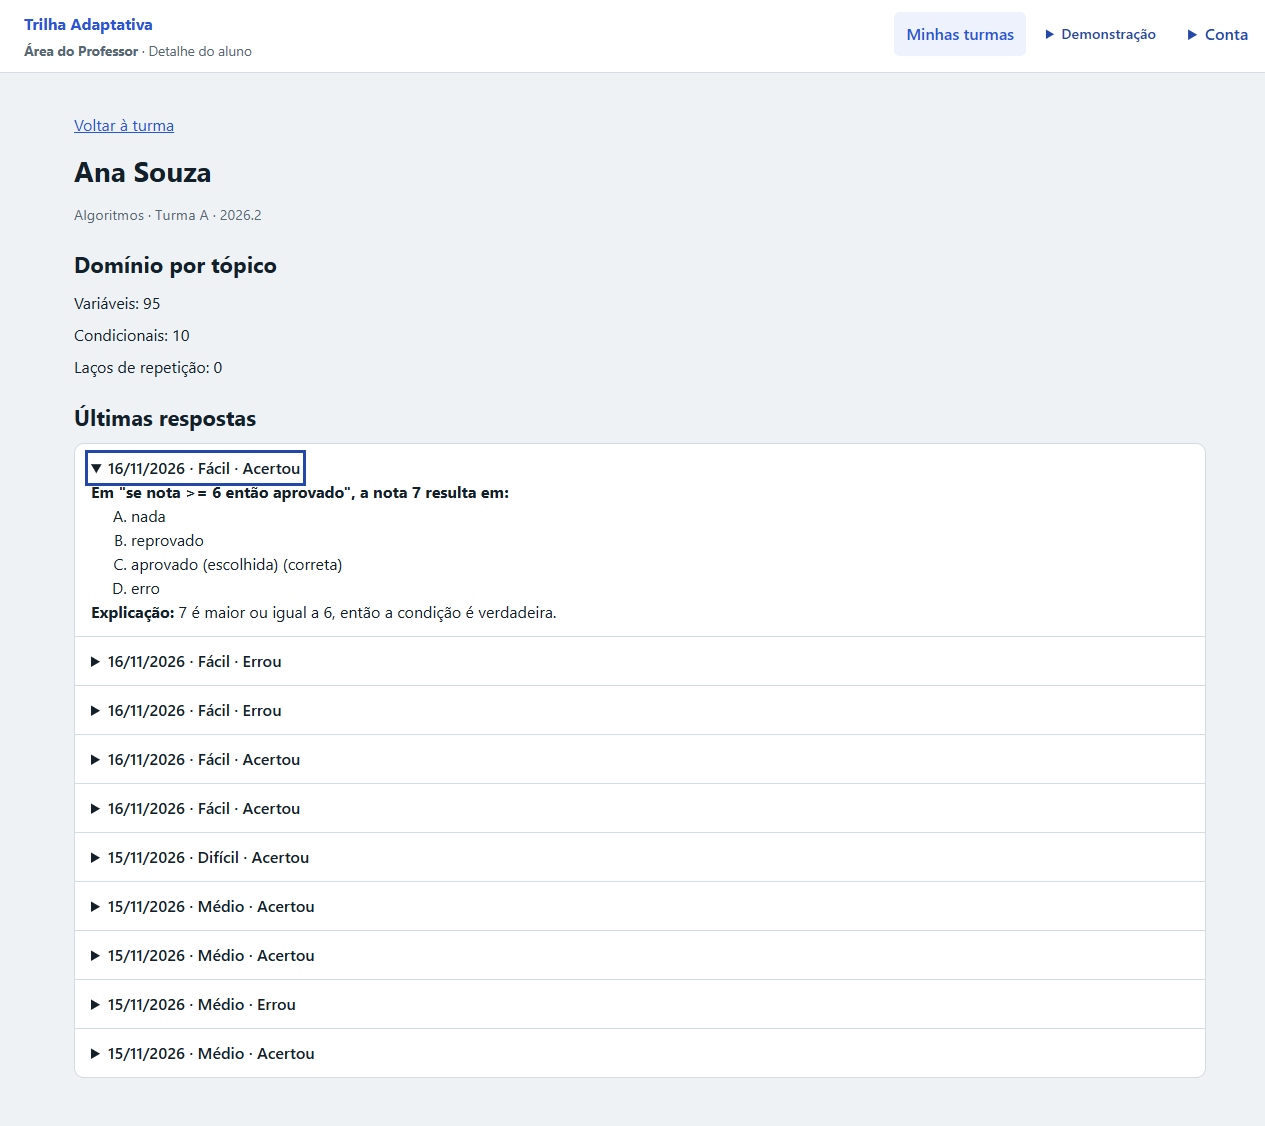 Trilha Adaptativa
Área do Professor · Detalhe do aluno
Minhas turmas
Demonstração
Conta
Voltar à turma
Ana Souza
Algoritmos · Turma A · 2026.2
Domínio por tópico
Variáveis: 95
Condicionais: 10
Laços de repetição: 0
Últimas respostas
16/11/2026 · Fácil · Acertou
Em "se nota >= 6 então aprovado", a nota 7 resulta em:
A. nada
B. reprovado
C. aprovado (escolhida) (correta)
D. erro
Explicação: 7 é maior ou igual a 6, então a condição é verdadeira.
16/11/2026 · Fácil · Errou
16/11/2026 · Fácil · Errou
16/11/2026 · Fácil · Acertou
16/11/2026 · Fácil · Acertou
15/11/2026 · Difícil · Acertou
15/11/2026 · Médio · Acertou
15/11/2026 · Médio · Acertou
15/11/2026 · Médio · Errou
15/11/2026 · Médio · Acertou